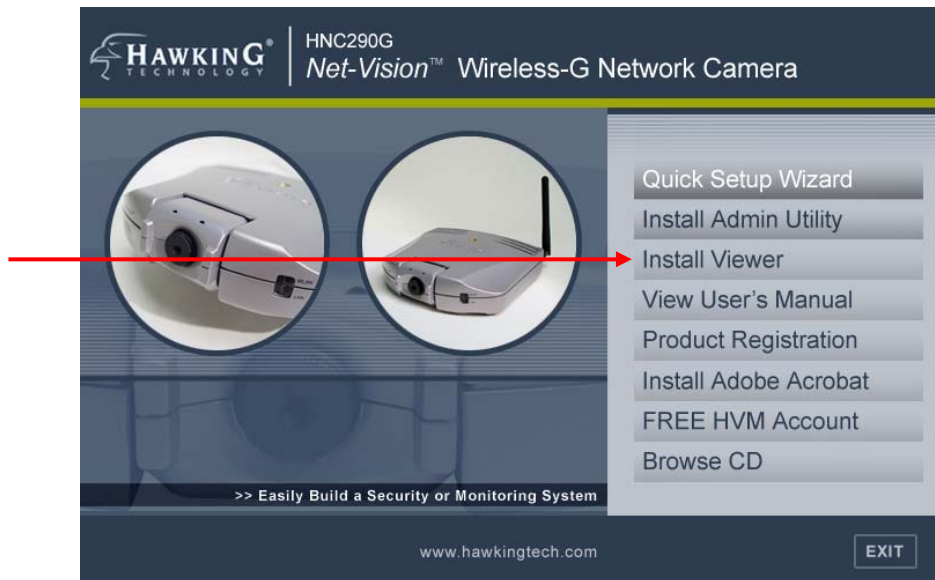 HAWKING®
TECHNOLOGY
HNC290G
Net-Vision™ Wireless-G Network Camera
WLAN
LAN
Quick Setup Wizard
Install Admin Utility
Install Viewer
View User's Manual
Product Registration
Install Adobe Acrobat
FREE HVM Account
Browse CD
>> Easily Build a Security or Monitoring System
www.hawkingtech.com
EXIT